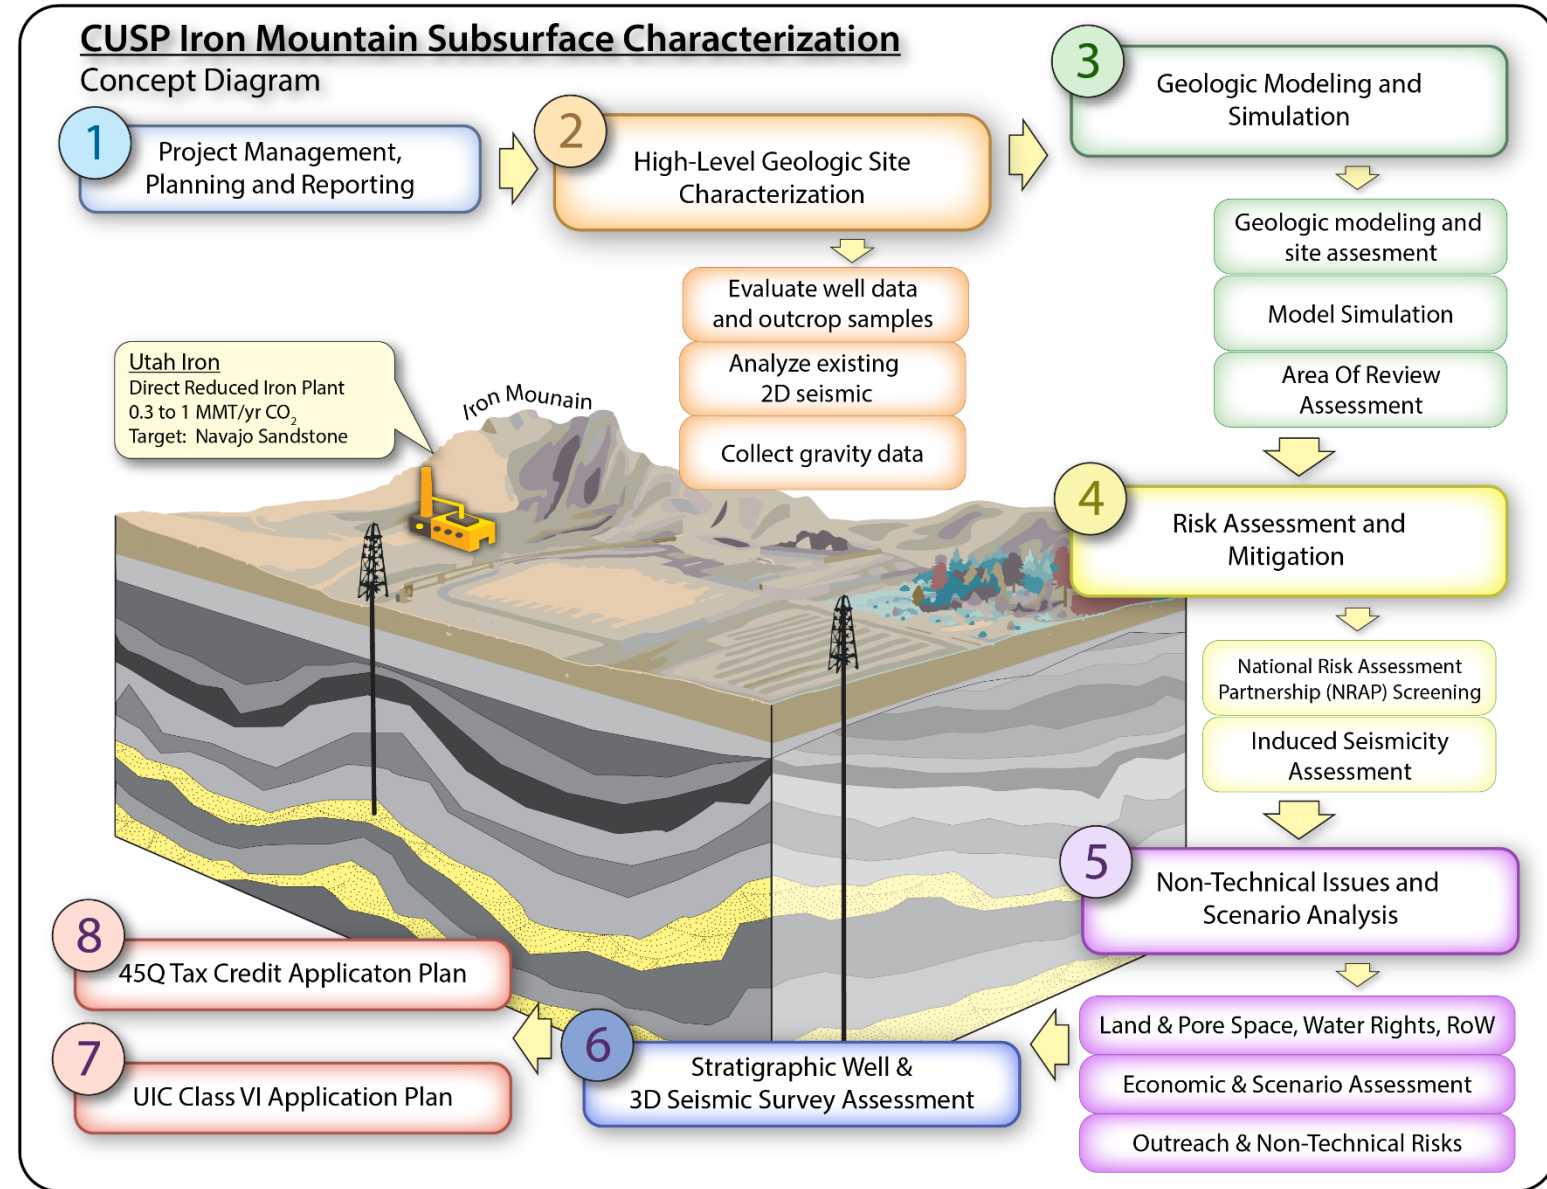 CUSP Iron Mountain Subsurface Characterization
Concept Diagram
1
Project Management,
Planning and Reporting
2
High-Level Geologic Site
Characterization
Evaluate well data
and outcrop samples
Analyze existing
2D seismic
Collect gravity data
3
Geologic Modeling and
Simulation
Geologic modeling and
site assesment
Model Simulation
Area Of Review
Assessment
Utah Iron
Direct Reduced Iron Plant
0.3 to 1 MMT/yr CO2
Target: Navajo Sandstone
Iron Mounain
4
Risk Assessment and
Mitigation
National Risk Assessment
Partnership (NRAP) Screening
Induced Seismicity
Assessment
5
Non-Technical Issues and
Scenario Analysis
Land & Pore Space, Water Rights, RoW
Economic & Scenario Assessment
Outreach & Non-Technical Risks
6
Stratigraphic Well &
3D Seismic Survey Assessment
8
45Q Tax Credit Applicaton Plan
7
UIC Class VI Application Plan